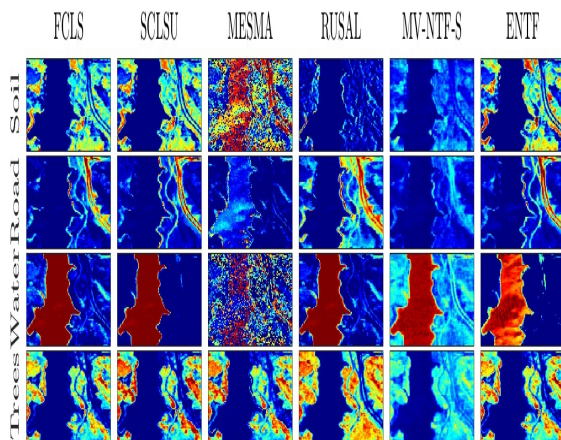 FCLS SCLSU MESMA RUSAL MV-NTF-S ENTF
Soil
Road
Water
Trees